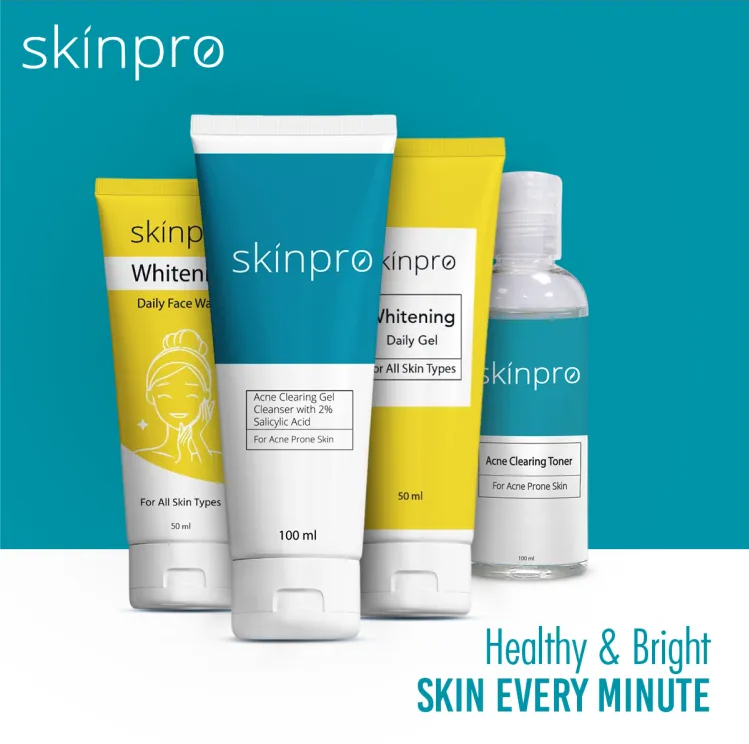 skinpro
skinp
Whiteni
Daily Face Wa
For All Skin Types
50 ml
skinpro
Acne Clearing Gel
Cleanser with 2%
Salicylic Acid
For Acne Prone Skin
100 ml
kinpro
Whitening
Daily Gel
or All Skin Types
50 ml
skinpro
Acne Clearing Toner
For Acne Prone Skin
100 ml
Healthy & Bright
SKIN EVERY MINUTE